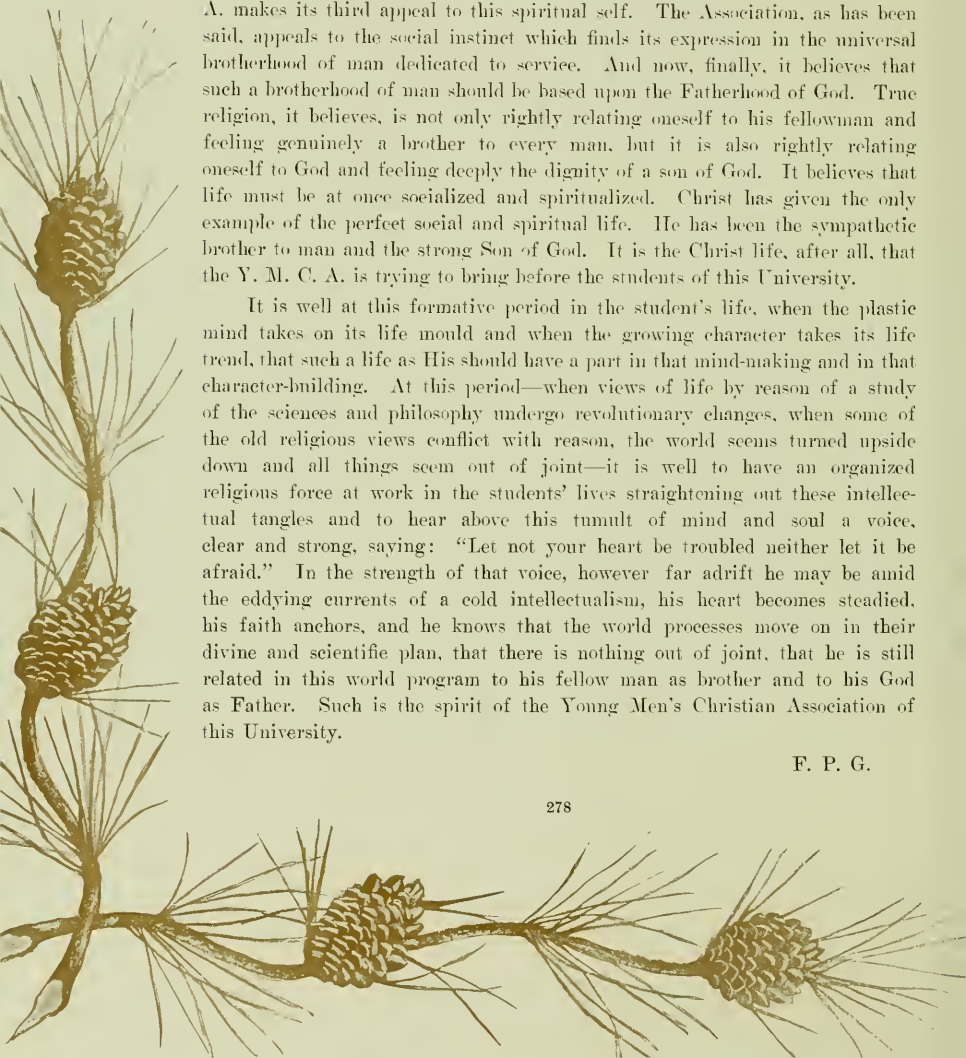 A. makes its third appeal to this spiritual self. The Association, as has been
said, appeals to the social instinct which finds its expression in the universal
brotherhood of man dedicated to service. And now, finally, it believes that
such a brotherhood of man should be based upon the Fatherhood of God. True
religion, it believes, is not only rightly relating oneself to his fellowman and
feeling genuinely a brother to every man, but it is also rightly relating
oneself to God and feeling deeply the dignity of a son of God. It believes that
life must be at once socialized and spiritualized. Christ has given the only
example of the perfect social and spiritual life. He has been the sympathetic
brother to man and the strong Son of God. It is the Christ life, after all, that
the Y. M. C. A. is trying to bring before the students of this University.
It is well at this formative period in the student's life, when the plastic
mind takes on its life mould and when the growing character takes its life
trend, that such a life as His should have a part in that mind-making and in that
character-building. At this period—when views of life by reason of a study
of the sciences and philosophy undergo revolutionary changes, when some of
the old religious views conflict with reason, the world seems turned upside
down and all things seem out of joint—it is well to have an organized
religious force at work in the students' lives straightening out these intellec-
tual tangles and to hear above this tumult of mind and soul a voice,
clear and strong, saying: “Let not your heart be troubled neither let it be
afraid.” In the strength of that voice, however far adrift he may be amid
the eddying currents of a cold intellectualism, his heart becomes steadied,
his faith anchors, and he knows that the world processes move on in their
divine and scientific plan, that there is nothing out of joint, that he is still
related in this world program to his fellow man as brother and to his God
as Father. Such is the spirit of the Young Men's Christian Association of
this University.
F. P. G.
278